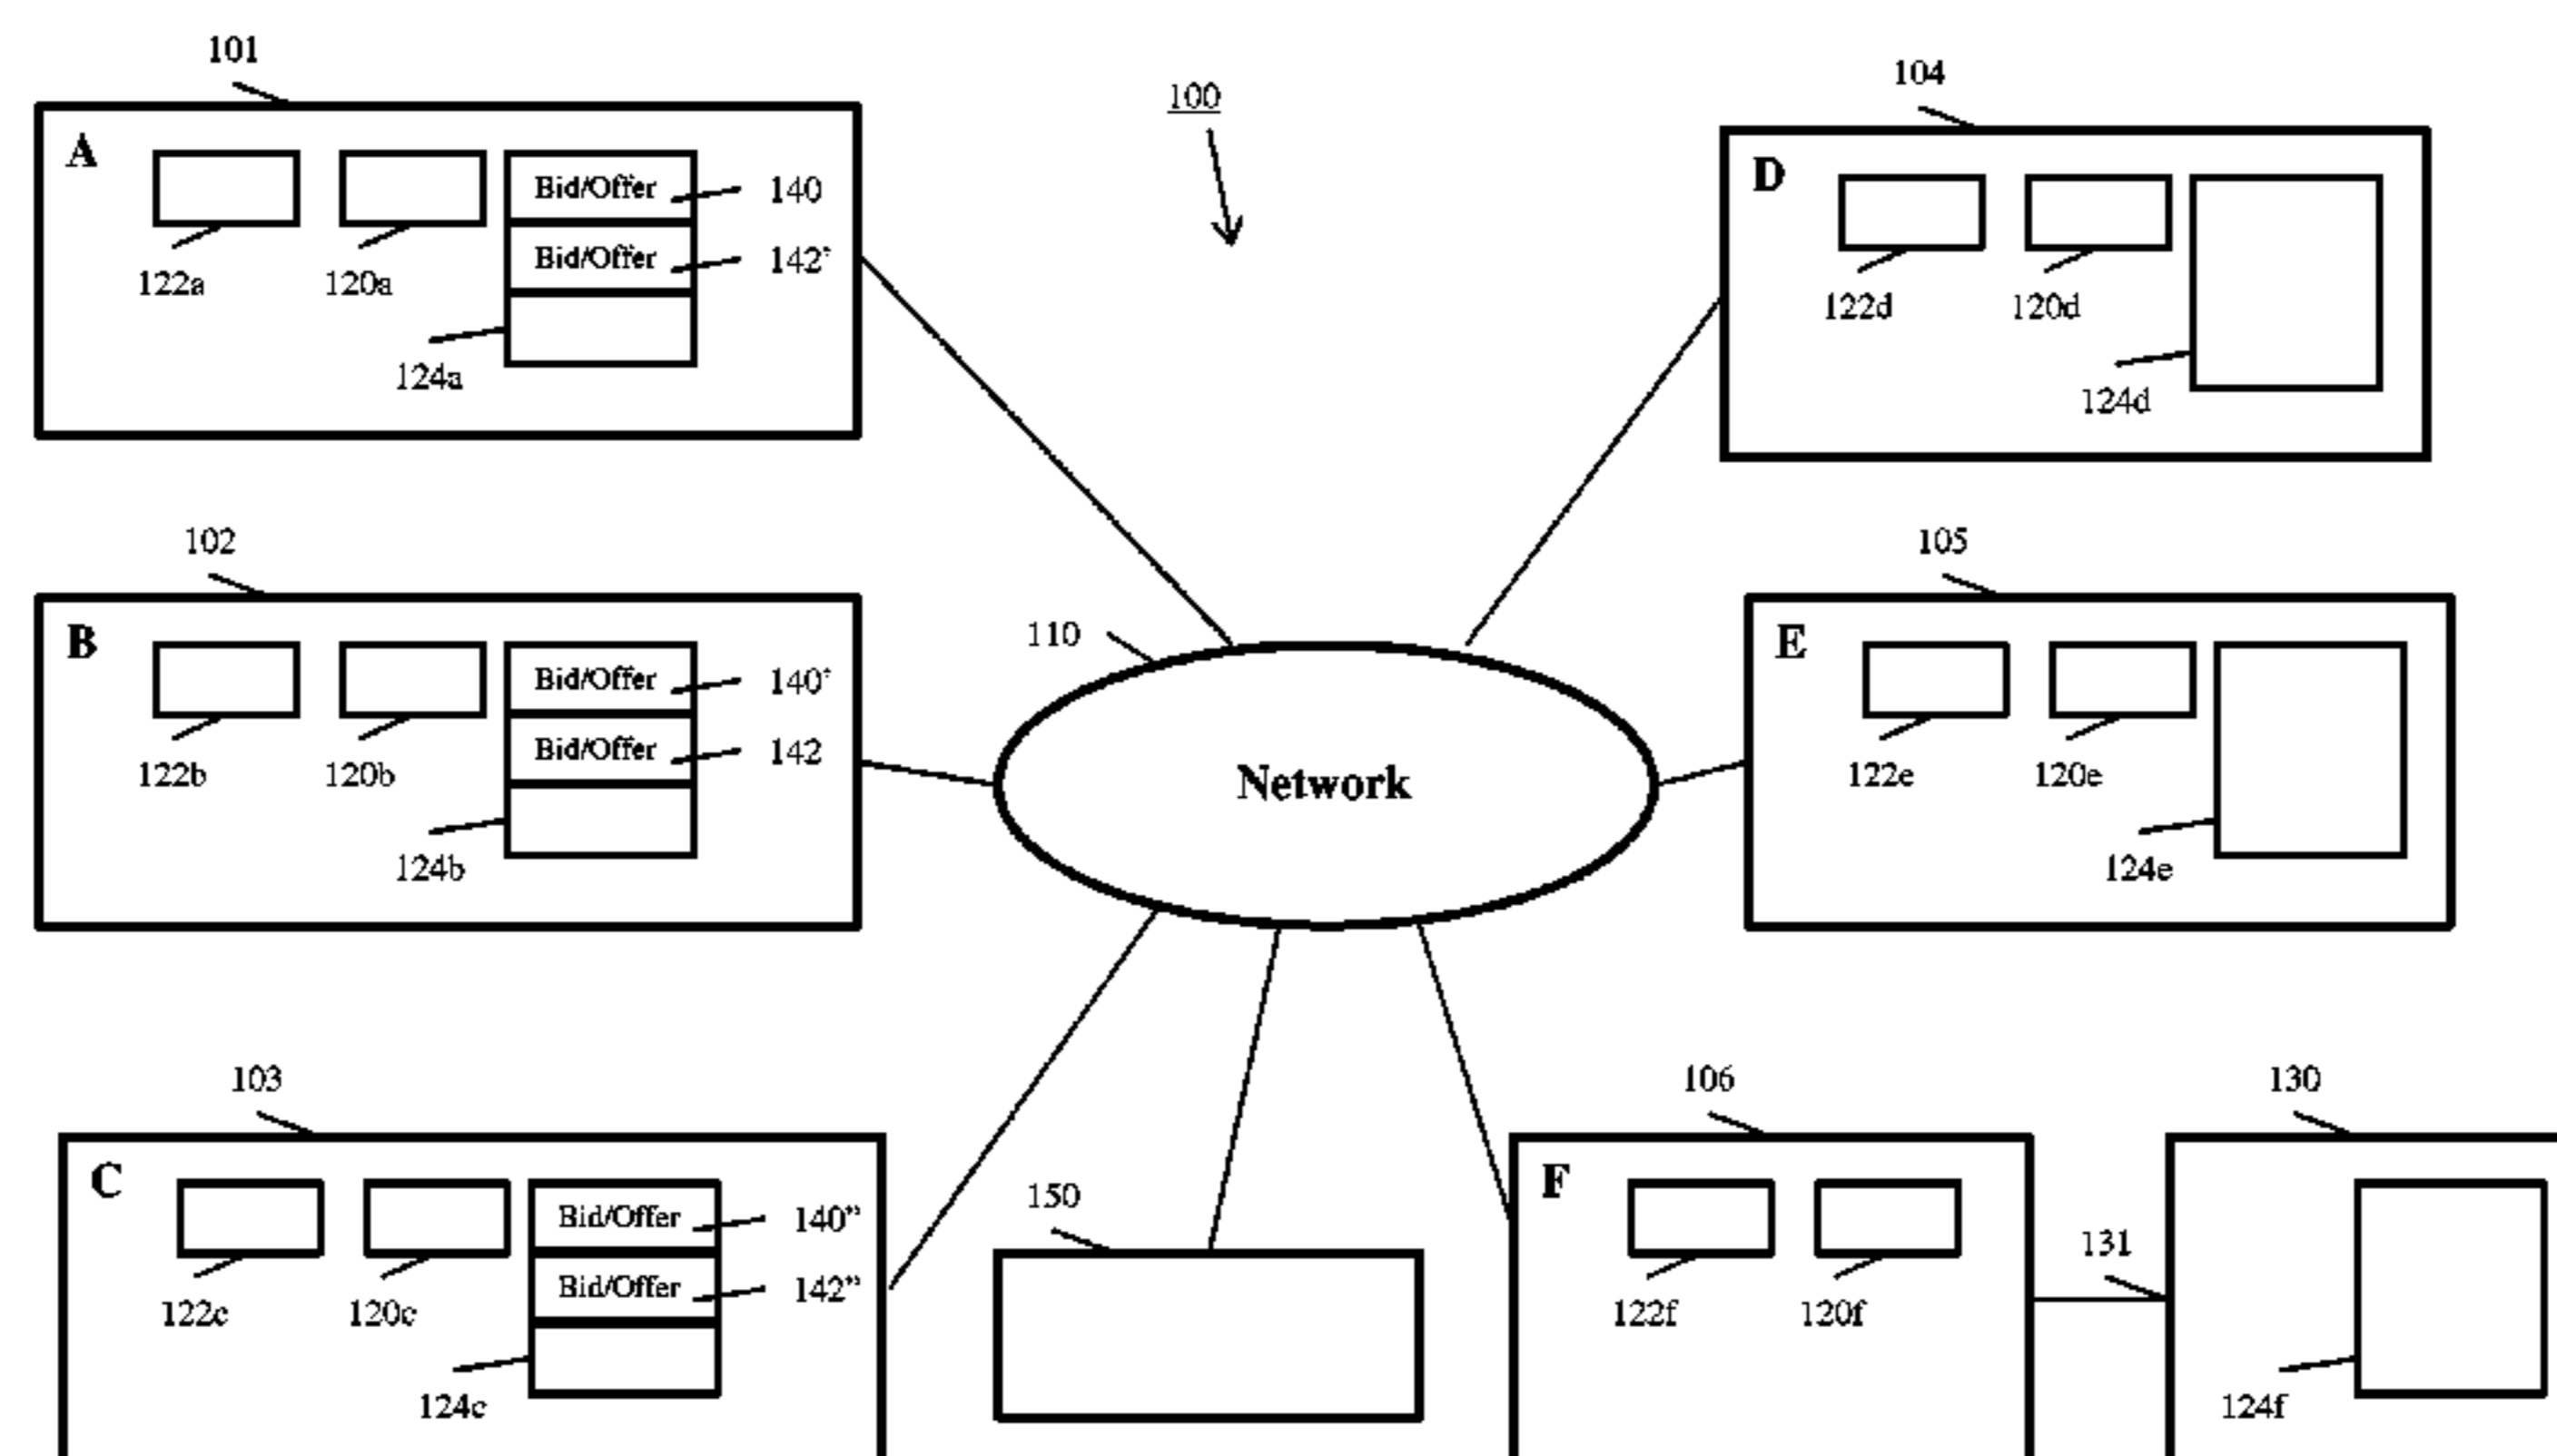 101
100
104
A
Bid/Offer
140
Bid/Offer
142'
122a
120a
124a
D
122d
120d
124d
102
105
110
B
Bid/Offer
140'
Bid/Offer
142
122b
120b
124b
Network
E
122e
120e
124e
103
106
130
C
Bid/Offer
140”
Bid/Offer
142”
122c
120c
124c
150
F
122f
120f
131
124f